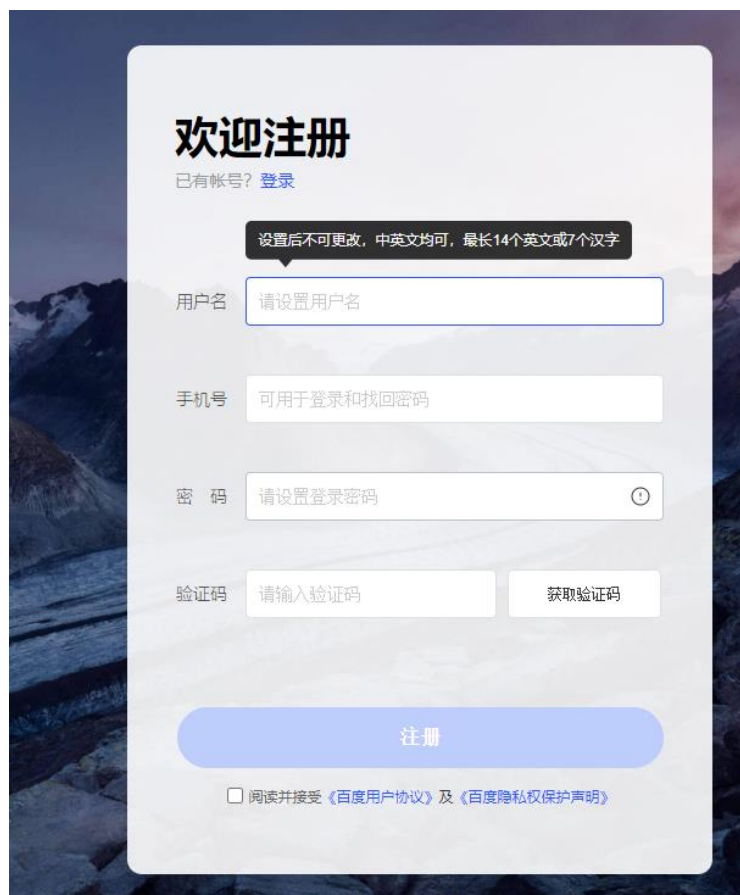 欢迎注册
已有帐号？登录
设置后不可更改，中英文均可，最长14个英文或7个汉字
用户名 请设置用户名
手机号 可用于登录和找回密码
密 码 请设置登录密码
验证码 请输入验证码 获取验证码
注册
阅读并接受《百度用户协议》及《百度隐私权保护声明》